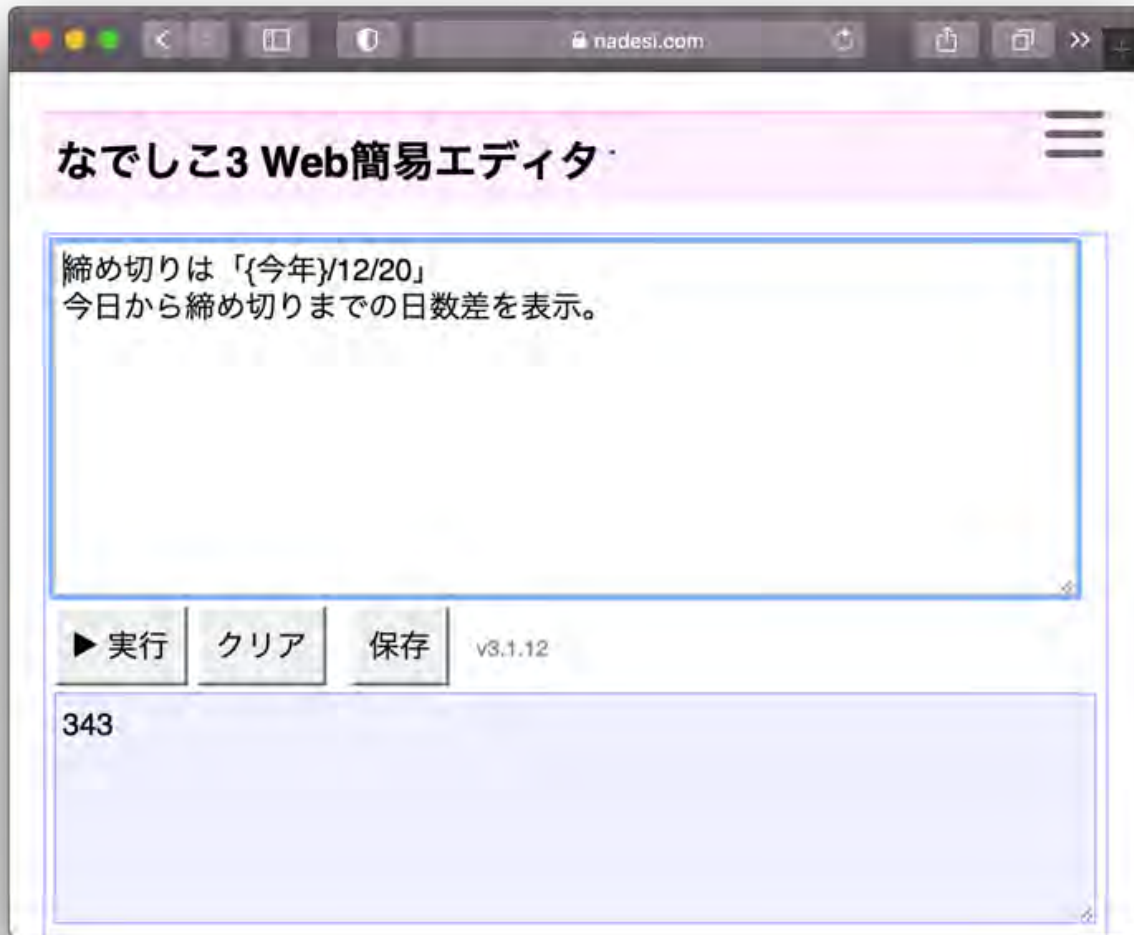 nadesi.com
なでしこ3 Web簡易エディタ
締め切りは「{今年}/12/20」
今日から締め切りまでの日数差を表示。
▶ 実行 クリア 保存 v3.1.12
343